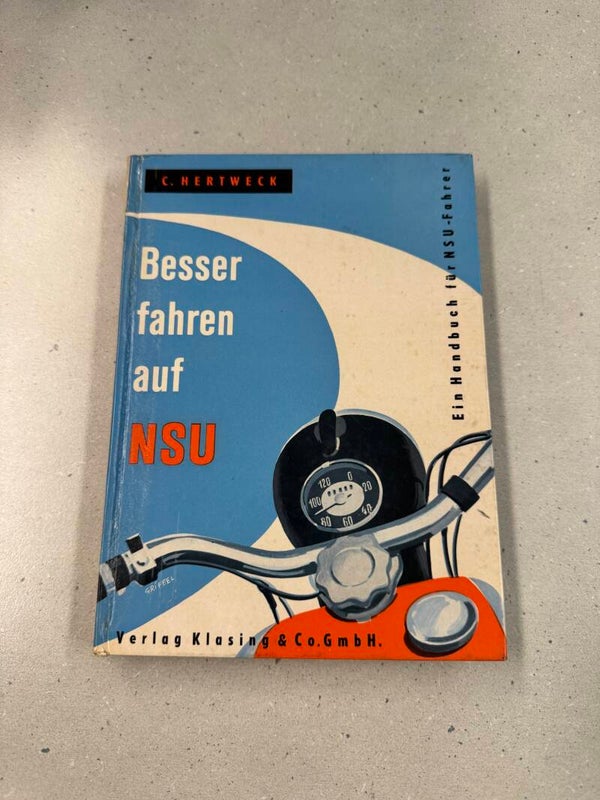 C. HERTWECK
Besser
fahren
auf
NSU
Ein Handbuch für NSU-Fahrer
120 0
100 20
80 60 40
GRIFFEL
Verlag Klasing & Co. GmbH.